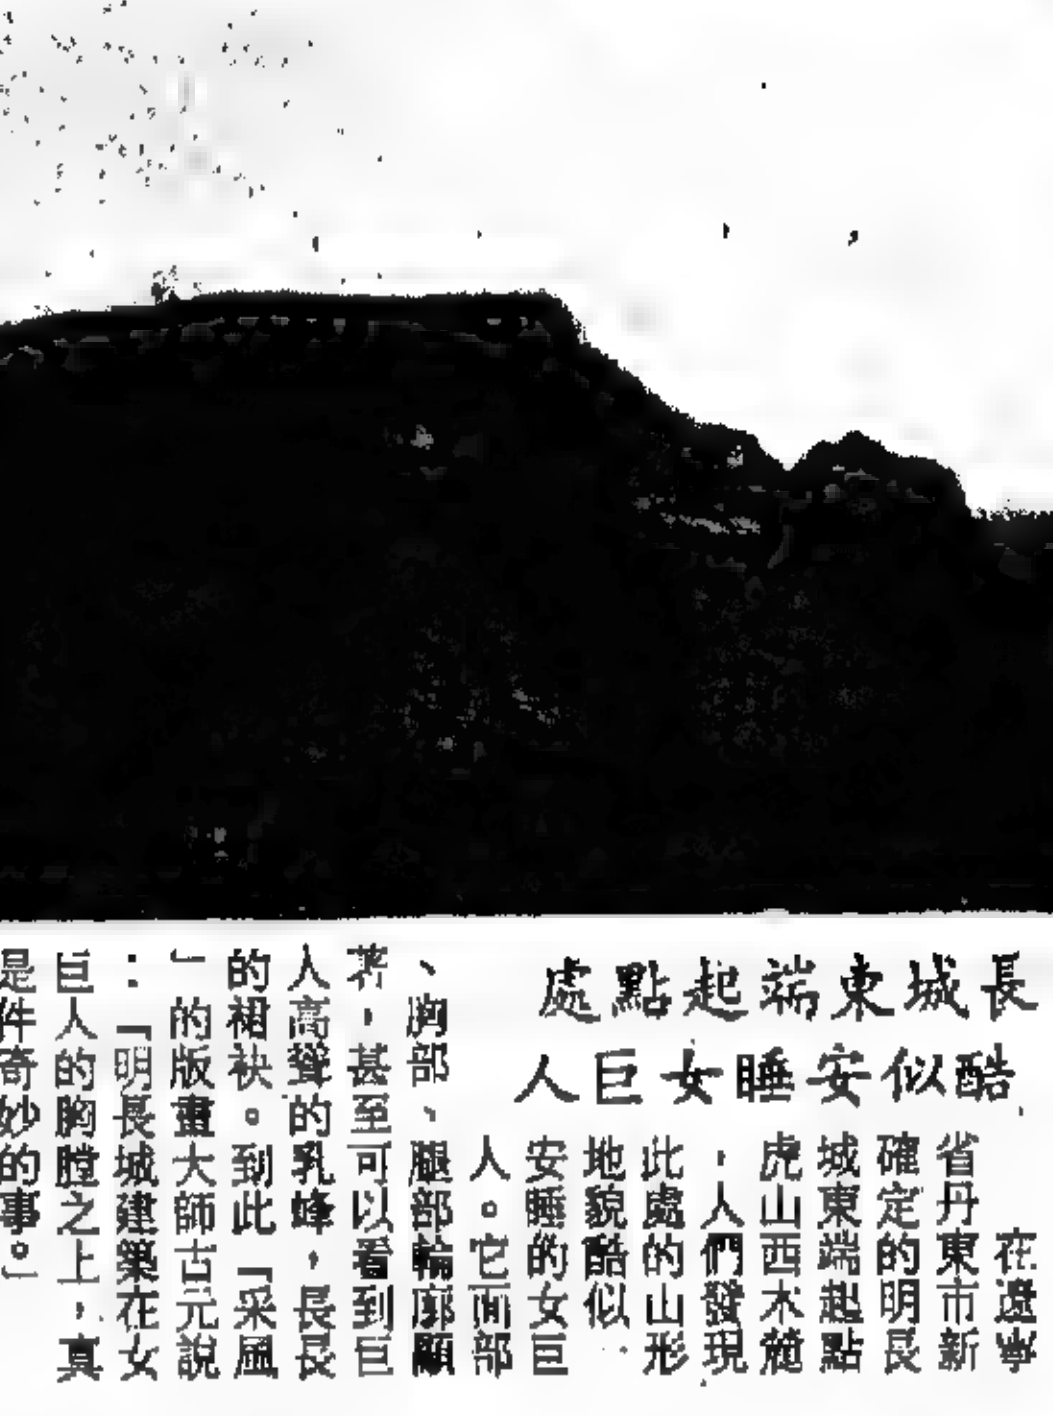 長城東端起點處
酷似安睡女巨人
在遼寧
省丹東市新
確定的明長
城東端起點
虎山西木
：人們發現
此處的山形
地貌酷似
安睡的女巨
人。它面部
、胸部、腿部輪廓顯
著，甚至可以看到巨
人高聳的乳峰，長長
的裙袂。到此「采風
」的版畫大師古元說
：「明長城建築在女
巨人的胸膛之上，真
是件奇妙的事。」